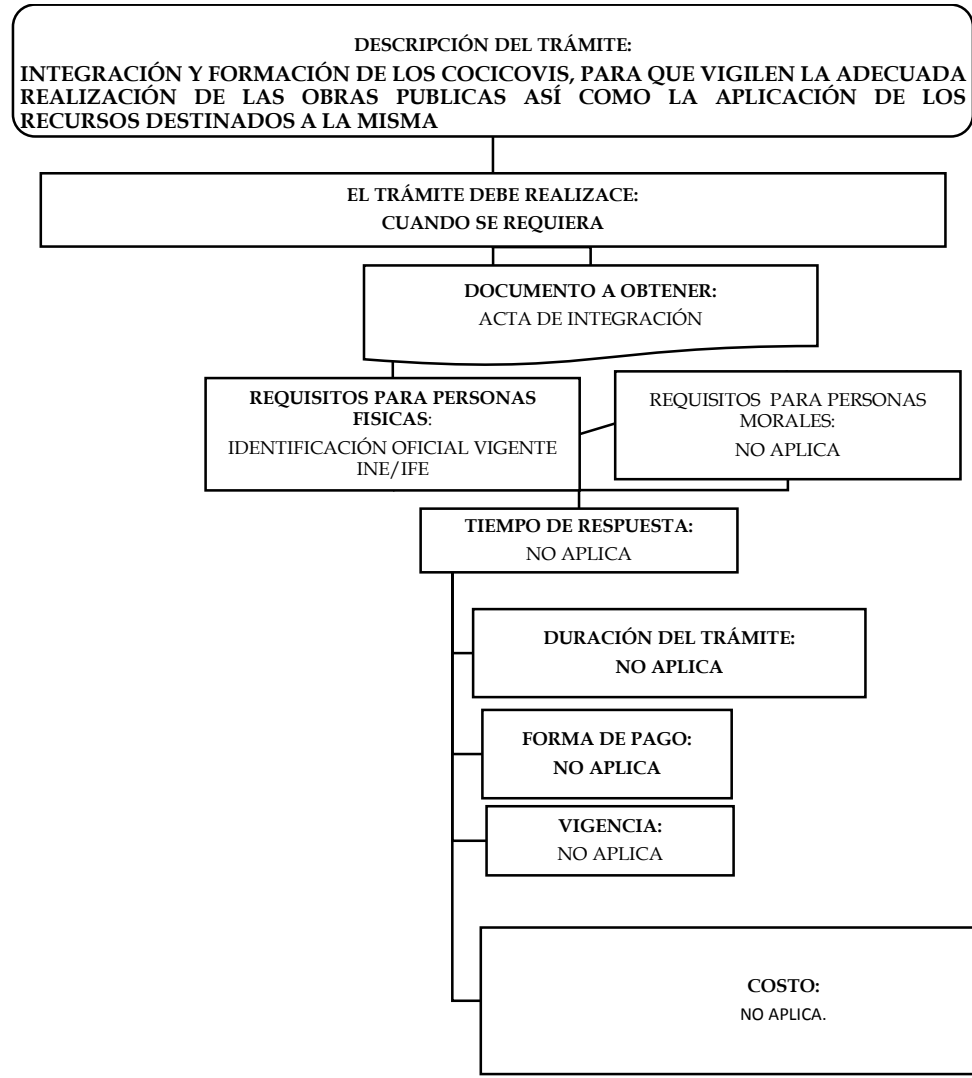 DESCRIPCIÓN DEL TRÁMITE:
INTEGRACIÓN Y FORMACIÓN DE LOS COCICOVIS, PARA QUE VIGILEN LA ADECUADA
REALIZACIÓN DE LAS OBRAS PUBLICAS ASÍ COMO LA APLICACIÓN DE LOS
RECURSOS DESTINADOS A LA MISMA
EL TRÁMITE DEBE REALIZACE:
CUANDO SE REQUIERA
DOCUMENTO A OBTENER:
ACTA DE INTEGRACIÓN
REQUISITOS PARA PERSONAS
FISICAS:
IDENTIFICACIÓN OFICIAL VIGENTE
INE/IFE
REQUISITOS PARA PERSONAS
MORALES:
NO APLICA
TIEMPO DE RESPUESTA:
NO APLICA
DURACIÓN DEL TRÁMITE:
NO APLICA
FORMA DE PAGO:
NO APLICA
VIGENCIA:
NO APLICA
COSTO:
NO APLICA.